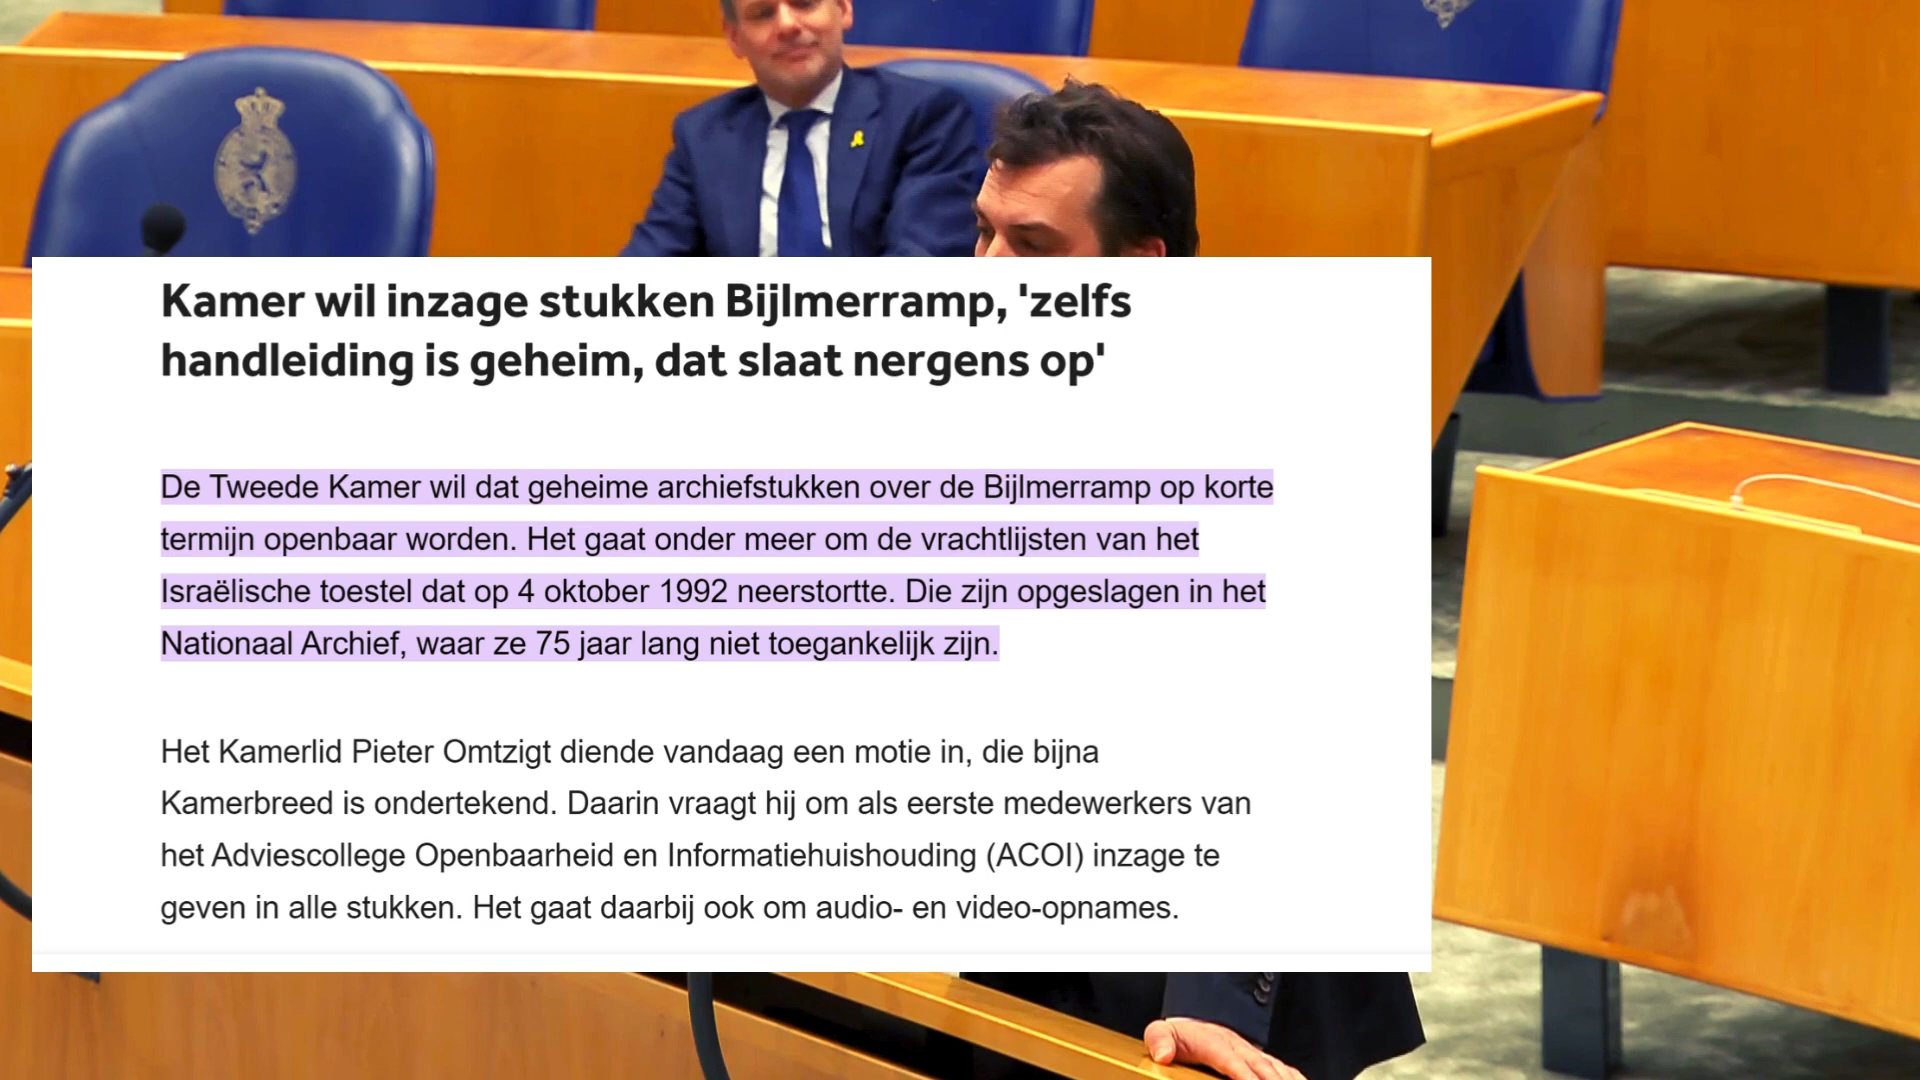 Kamer wil inzage stukken Bijlmerramp, 'zelfs
handleiding is geheim, dat slaat nergens op'
De Tweede Kamer wil dat geheime archiefstukken over de Bijlmerramp op korte
termijn openbaar worden. Het gaat onder meer om de vrachtlijsten van het
Israëlische toestel dat op 4 oktober 1992 neerstortte. Die zijn opgeslagen in het
Nationaal Archief, waar ze 75 jaar lang niet toegankelijk zijn.
Het Kamerlid Pieter Omtzigt diende vandaag een motie in, die bijna
Kamerbreed is ondertekend. Daarin vraagt hij om als eerste medewerkers van
het Adviescollege Openbaarheid en Informatiehuishouding (ACOI) inzage te
geven in alle stukken. Het gaat daarbij ook om audio- en video-opnames.